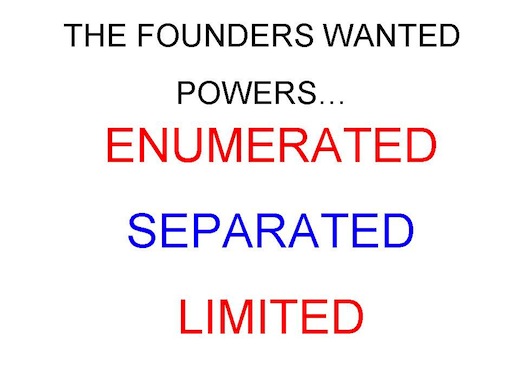 THE FOUNDERS WANTED
POWERS…
ENUMERATED
SEPARATED
LIMITED